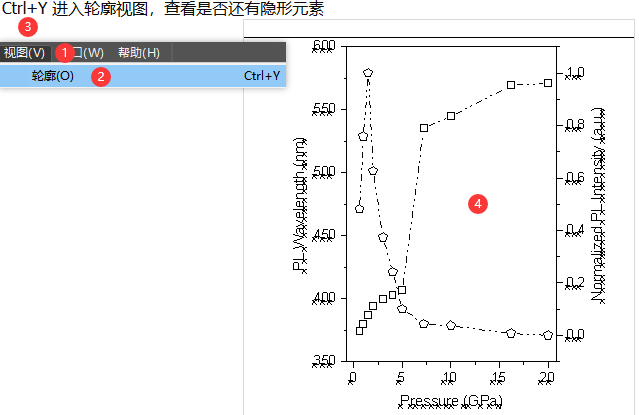 Ctrl+Y 进入轮廓视图，查看是否还有隐形元素
3
视图(V) 1 口(W) 帮助(H)
轮廓(O) 2 Ctrl+Y
600
550
500
450
400
350
PL Wavelength (nm)
1.0
0.8
0.6
0.4
0.2
0.0
Normalized PL Intensity (a.u.)
4
0 5 10 15 20
Pressure (GPa)